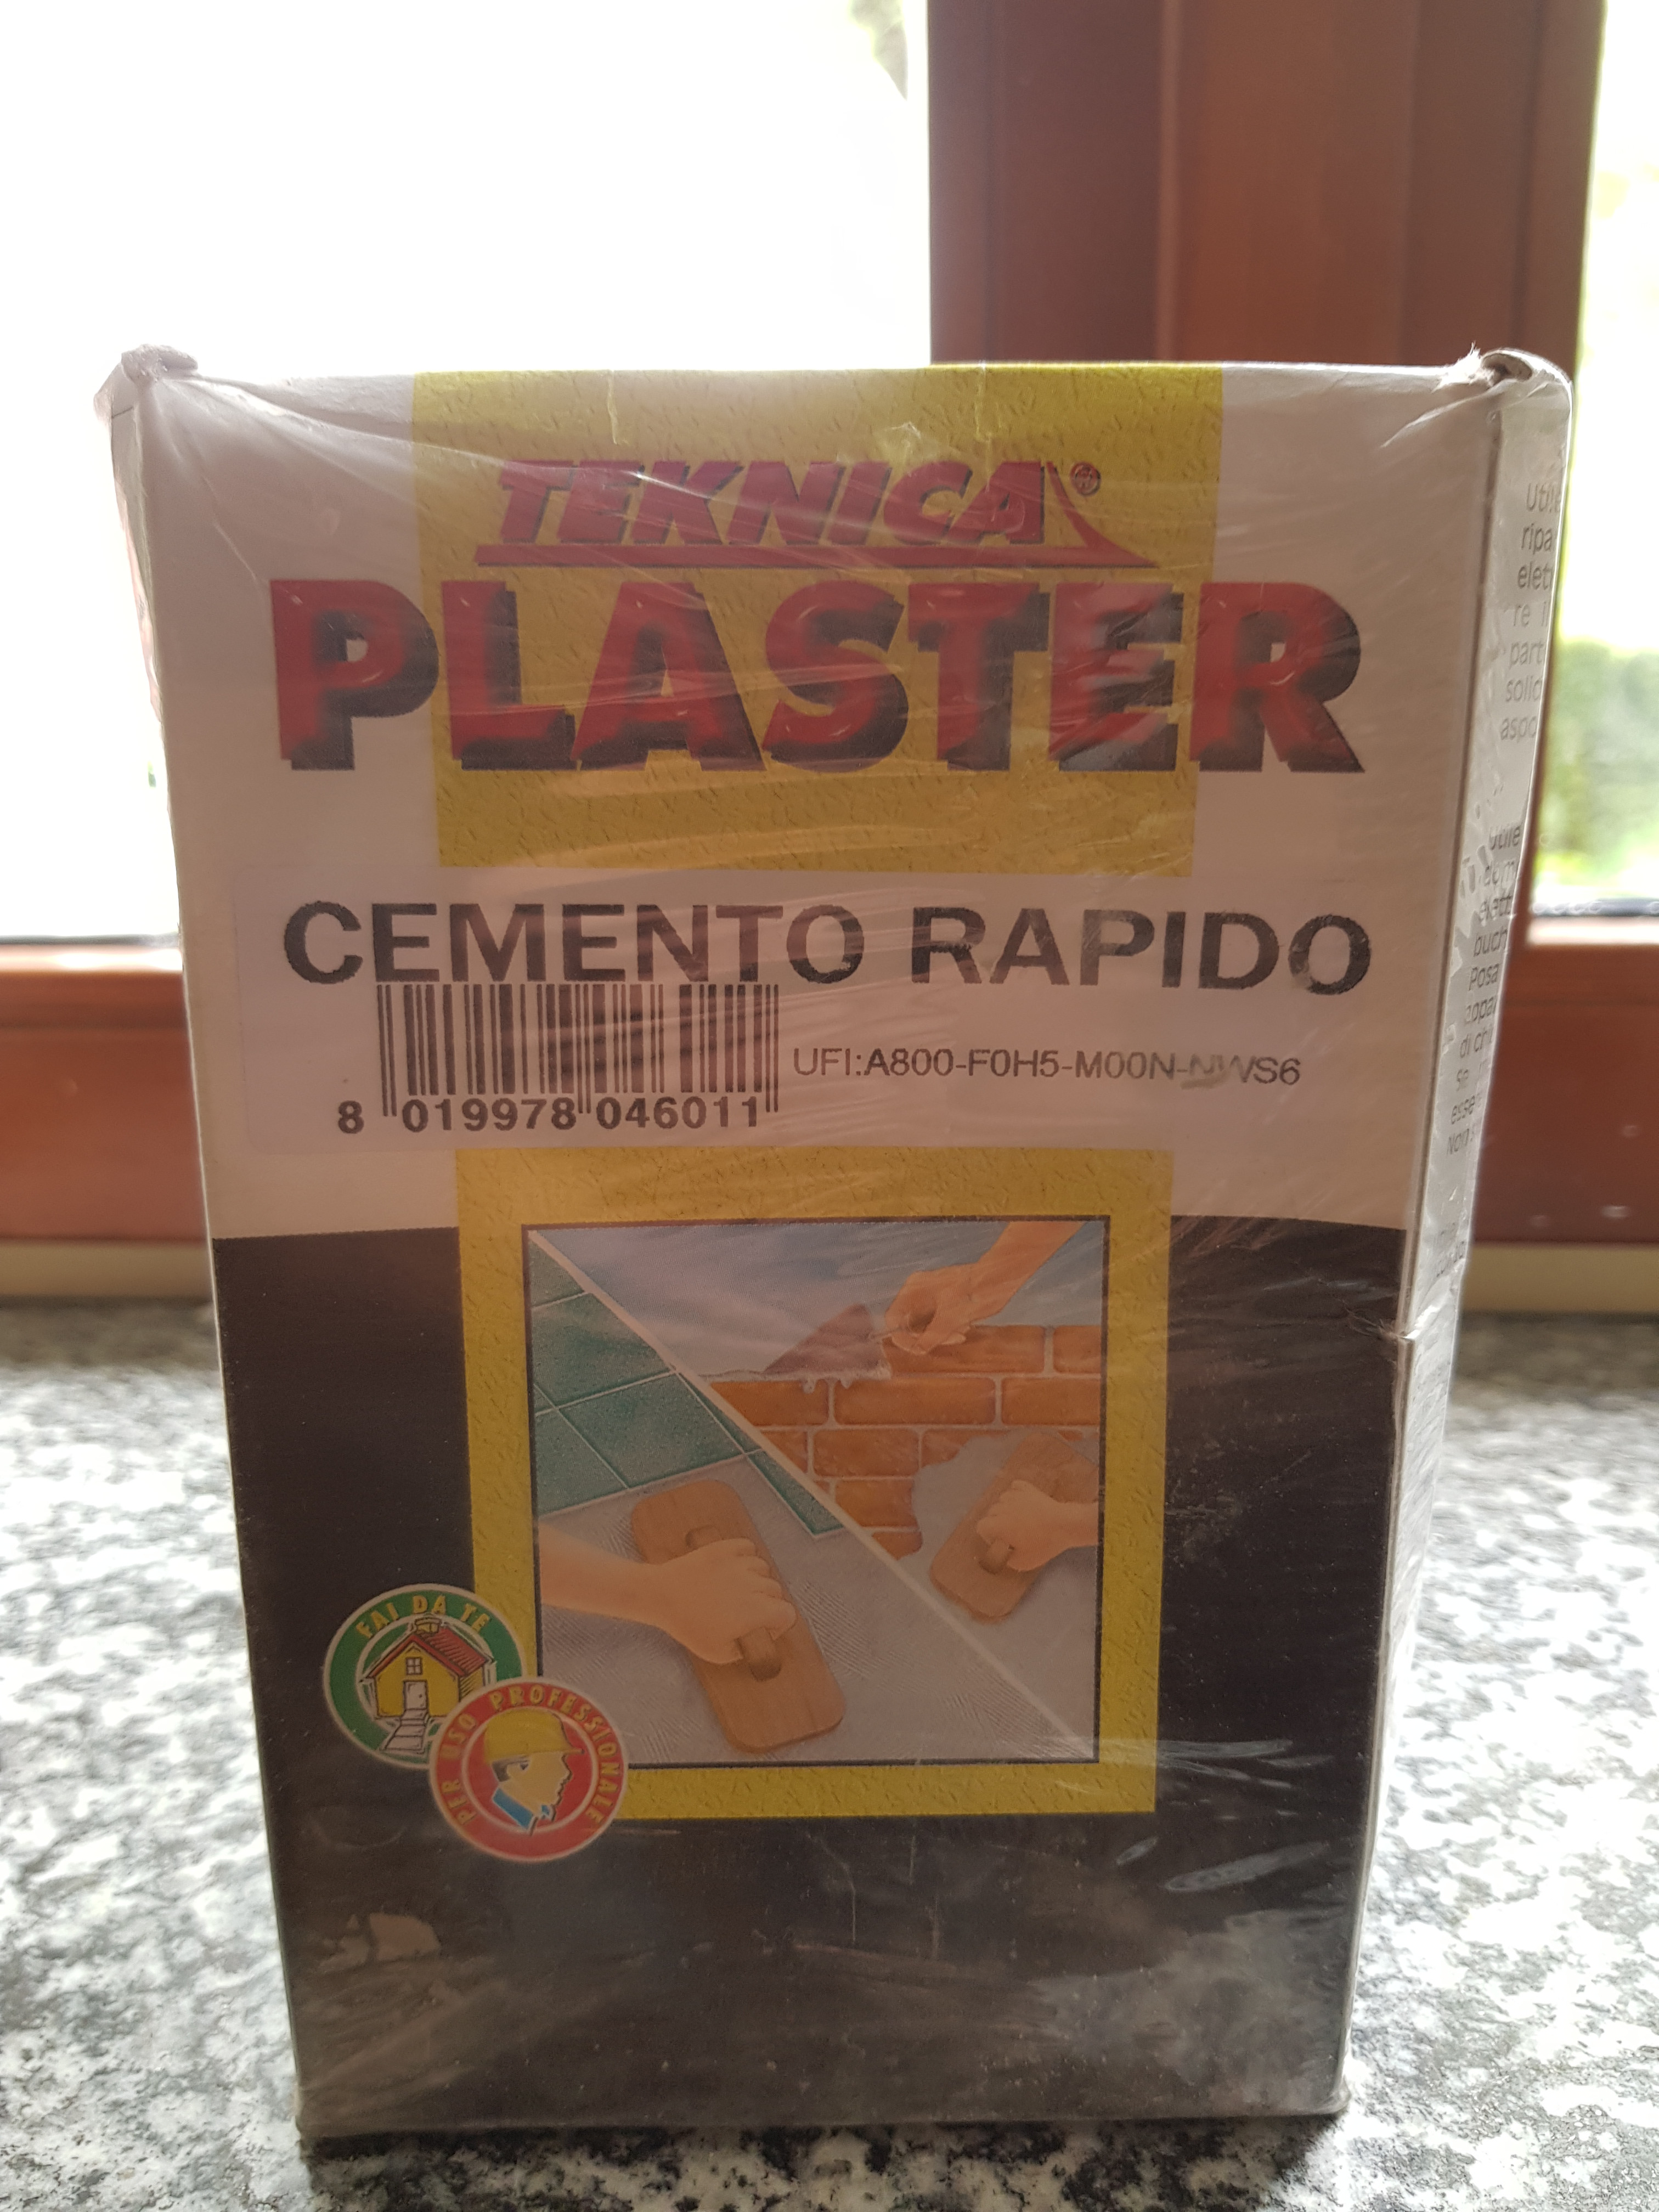 TEKNICA®
PLASTER
CEMENTO RAPIDO
UFI:A800-F0H5-M00N-NWS6
8 019978 046011
FAI DA TE
PER USO PROFESSIONALE